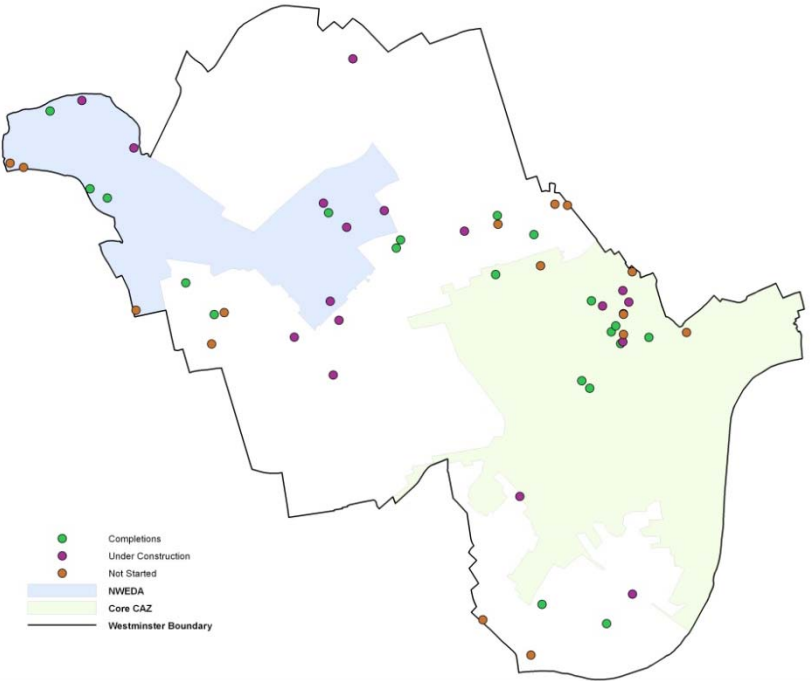 Completions
Under Construction
Not Started
NWEDA
Core CAZ
Westminster Boundary